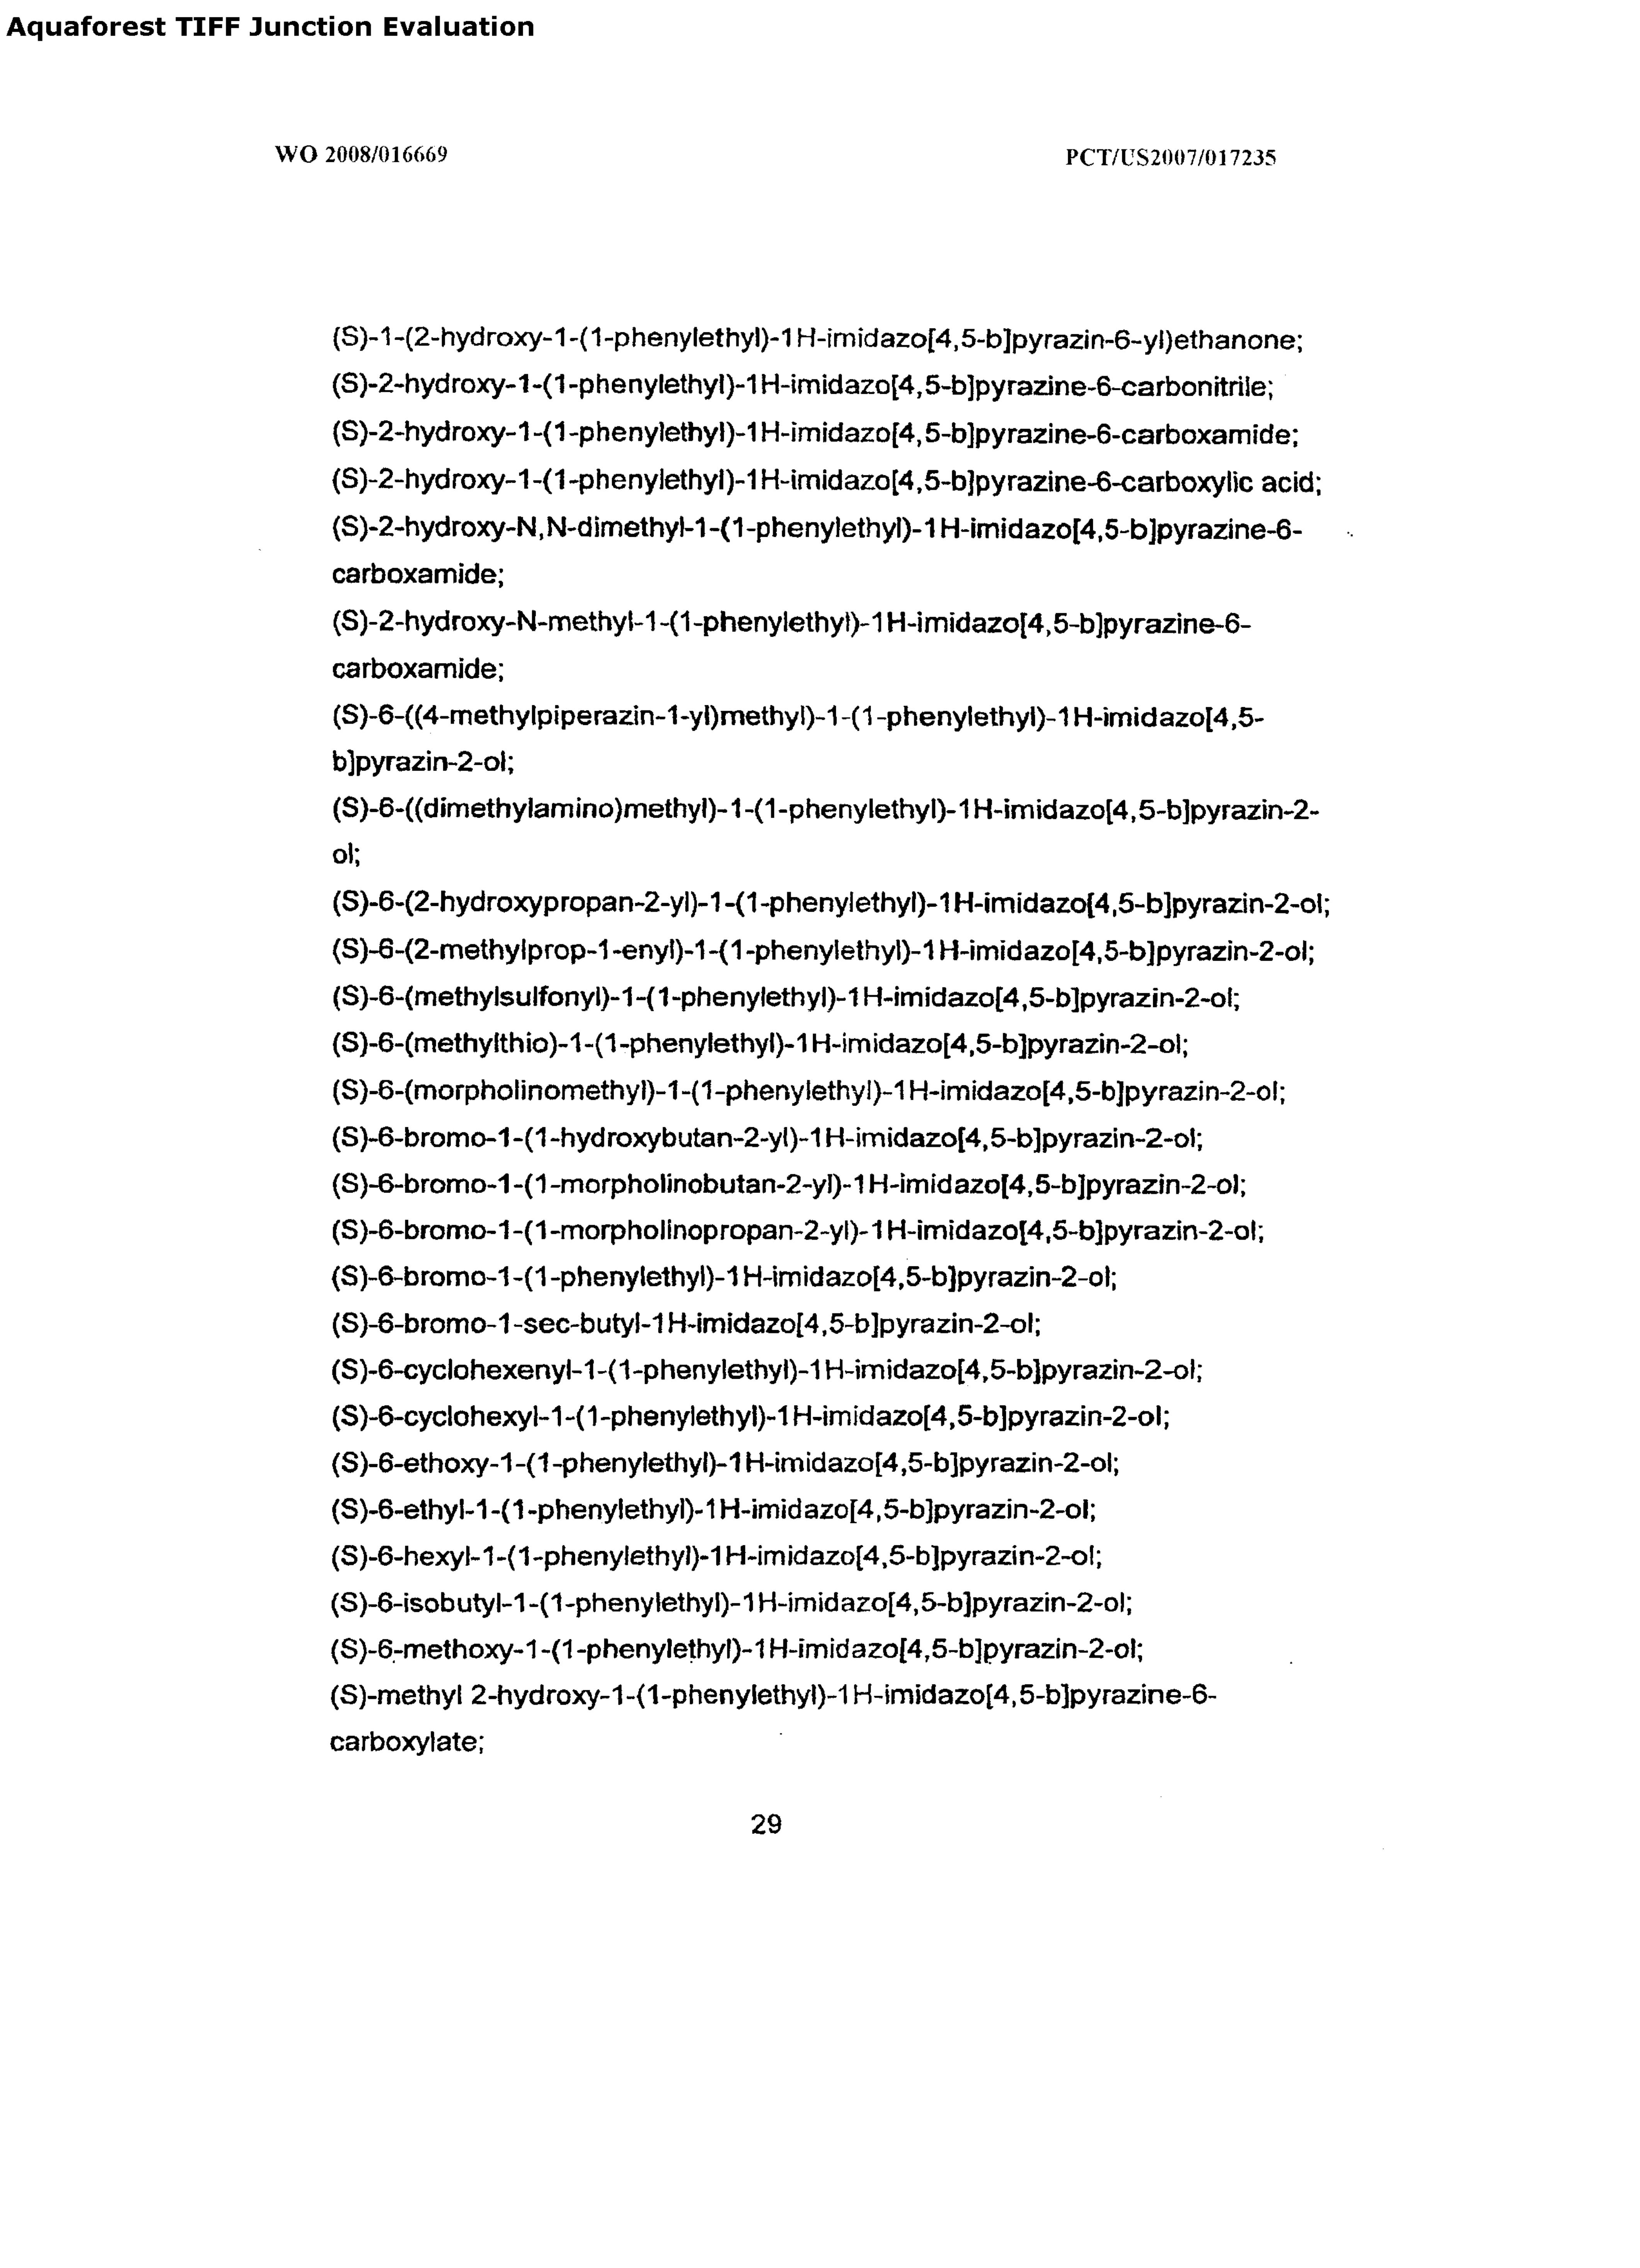 Aquaforest TIFF Junction Evaluation
WO 2008/016669
PCT/US2007/017235
(S)-1-(2-hydroxy-1-(1-phenylethyl)-1H-imidazo[4,5-b]pyrazin-6-yl)ethanone;
(S)-2-hydroxy-1-(1-phenylethyl)-1H-imidazo[4,5-b]pyrazine-6-carbonitrile;
(S)-2-hydroxy-1-(1-phenylethyl)-1H-imidazo[4,5-b]pyrazine-6-carboxamide;
(S)-2-hydroxy-1-(1-phenylethyl)-1H-imidazo[4,5-b]pyrazine-6-carboxylic acid;
(S)-2-hydroxy-N,N-dimethyl-1-(1-phenylethyl)-1H-imidazo[4,5-b]pyrazine-6-
carboxamide;
(S)-2-hydroxy-N-methyl-1-(1-phenylethyl)-1H-imidazo[4,5-b]pyrazine-6-
carboxamide;
(S)-6-((4-methylpiperazin-1-yl)methyl)-1-(1-phenylethyl)-1H-imidazo[4,5-
b]pyrazin-2-ol;
(S)-6-((dimethylamino)methyl)-1-(1-phenylethyl)-1H-imidazo[4,5-b]pyrazin-2-
ol;
(S)-6-(2-hydroxypropan-2-yl)-1-(1-phenylethyl)-1H-imidazo[4,5-b]pyrazin-2-ol;
(S)-6-(2-methylprop-1-enyl)-1-(1-phenylethyl)-1H-imidazo[4,5-b]pyrazin-2-ol;
(S)-6-(methylsulfonyl)-1-(1-phenylethyl)-1H-imidazo[4,5-b]pyrazin-2-ol;
(S)-6-(methylthio)-1-(1-phenylethyl)-1H-imidazo[4,5-b]pyrazin-2-ol;
(S)-6-(morpholinomethyl)-1-(1-phenylethyl)-1H-imidazo[4,5-b]pyrazin-2-ol;
(S)-6-bromo-1-(1-hydroxybutan-2-yl)-1H-imidazo[4,5-b]pyrazin-2-ol;
(S)-6-bromo-1-(1-morpholinobutan-2-yl)-1H-imidazo[4,5-b]pyrazin-2-ol;
(S)-6-bromo-1-(1-morpholinopropan-2-yl)-1H-imidazo[4,5-b]pyrazin-2-ol;
(S)-6-bromo-1-(1-phenylethyl)-1H-imidazo[4,5-b]pyrazin-2-ol;
(S)-6-bromo-1-sec-butyl-1H-imidazo[4,5-b]pyrazin-2-ol;
(S)-6-cyclohexenyl-1-(1-phenylethyl)-1H-imidazo[4,5-b]pyrazin-2-ol;
(S)-6-cyclohexyl-1-(1-phenylethyl)-1H-imidazo[4,5-b]pyrazin-2-ol;
(S)-6-ethoxy-1-(1-phenylethyl)-1H-imidazo[4,5-b]pyrazin-2-ol;
(S)-6-ethyl-1-(1-phenylethyl)-1H-imidazo[4,5-b]pyrazin-2-ol;
(S)-6-hexyl-1-(1-phenylethyl)-1H-imidazo[4,5-b]pyrazin-2-ol;
(S)-6-isobutyl-1-(1-phenylethyl)-1H-imidazo[4,5-b]pyrazin-2-ol;
(S)-6-methoxy-1-(1-phenylethyl)-1H-imidazo[4,5-b]pyrazin-2-ol;
(S)-methyl 2-hydroxy-1-(1-phenylethyl)-1H-imidazo[4,5-b]pyrazine-6-
carboxylate;
29